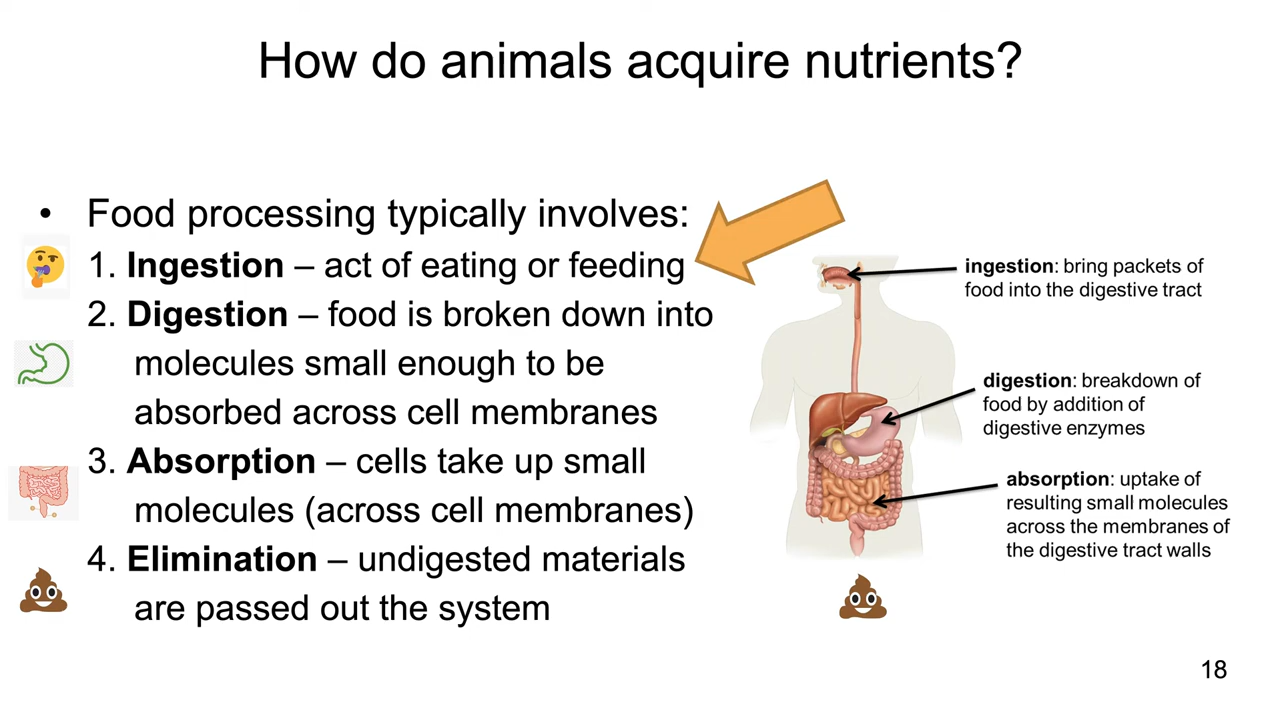 How do animals acquire nutrients?
• Food processing typically involves:
1. Ingestion – act of eating or feeding
2. Digestion – food is broken down into
molecules small enough to be
absorbed across cell membranes
3. Absorption – cells take up small
molecules (across cell membranes)
4. Elimination – undigested materials
are passed out the system
ingestion: bring packets of
food into the digestive tract
digestion: breakdown of
food by addition of
digestive enzymes
absorption: uptake of
resulting small molecules
across the membranes of
the digestive tract walls
18